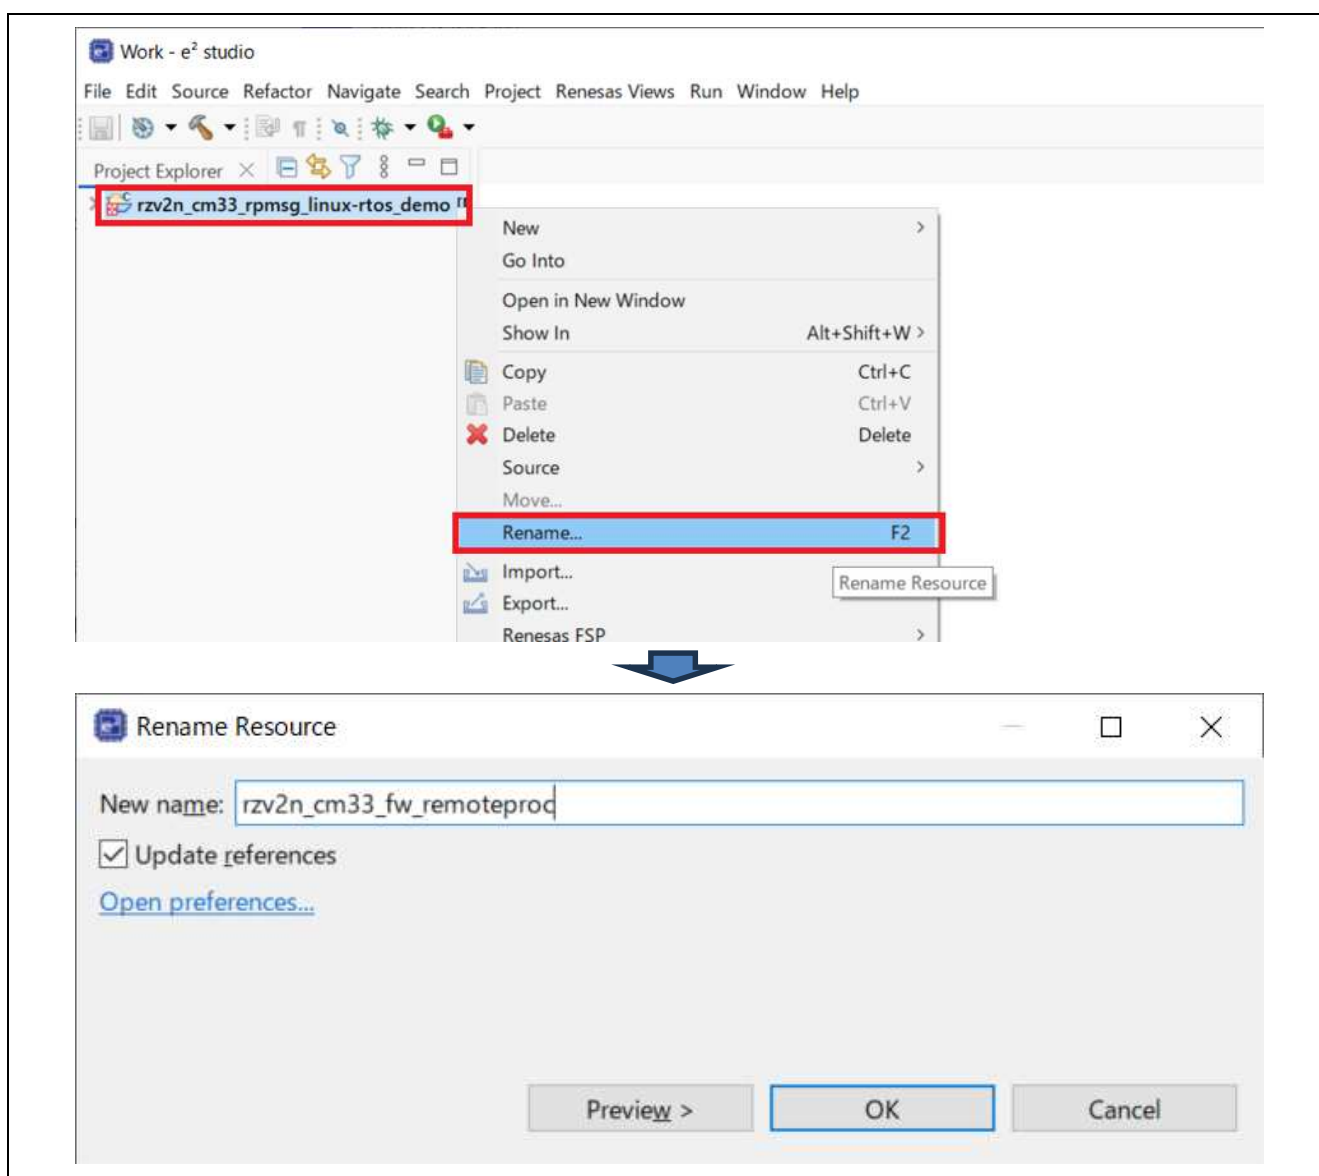 Work - e² studio
File Edit Source Refactor Navigate Search Project Renesas Views Run Window Help
Project Explorer
rzv2n_cm33_rpmsg_linux-rtos_demo
New
Go Into
Open in New Window
Show In Alt+Shift+W
Copy Ctrl+C
Paste Ctrl+V
Delete Delete
Source
Move...
Rename... F2
Rename Resource
Import...
Export...
Renesas FSP
Rename Resource
New name: rzv2n_cm33_fw_remoteproc
Update references
Open preferences...
Preview > OK Cancel